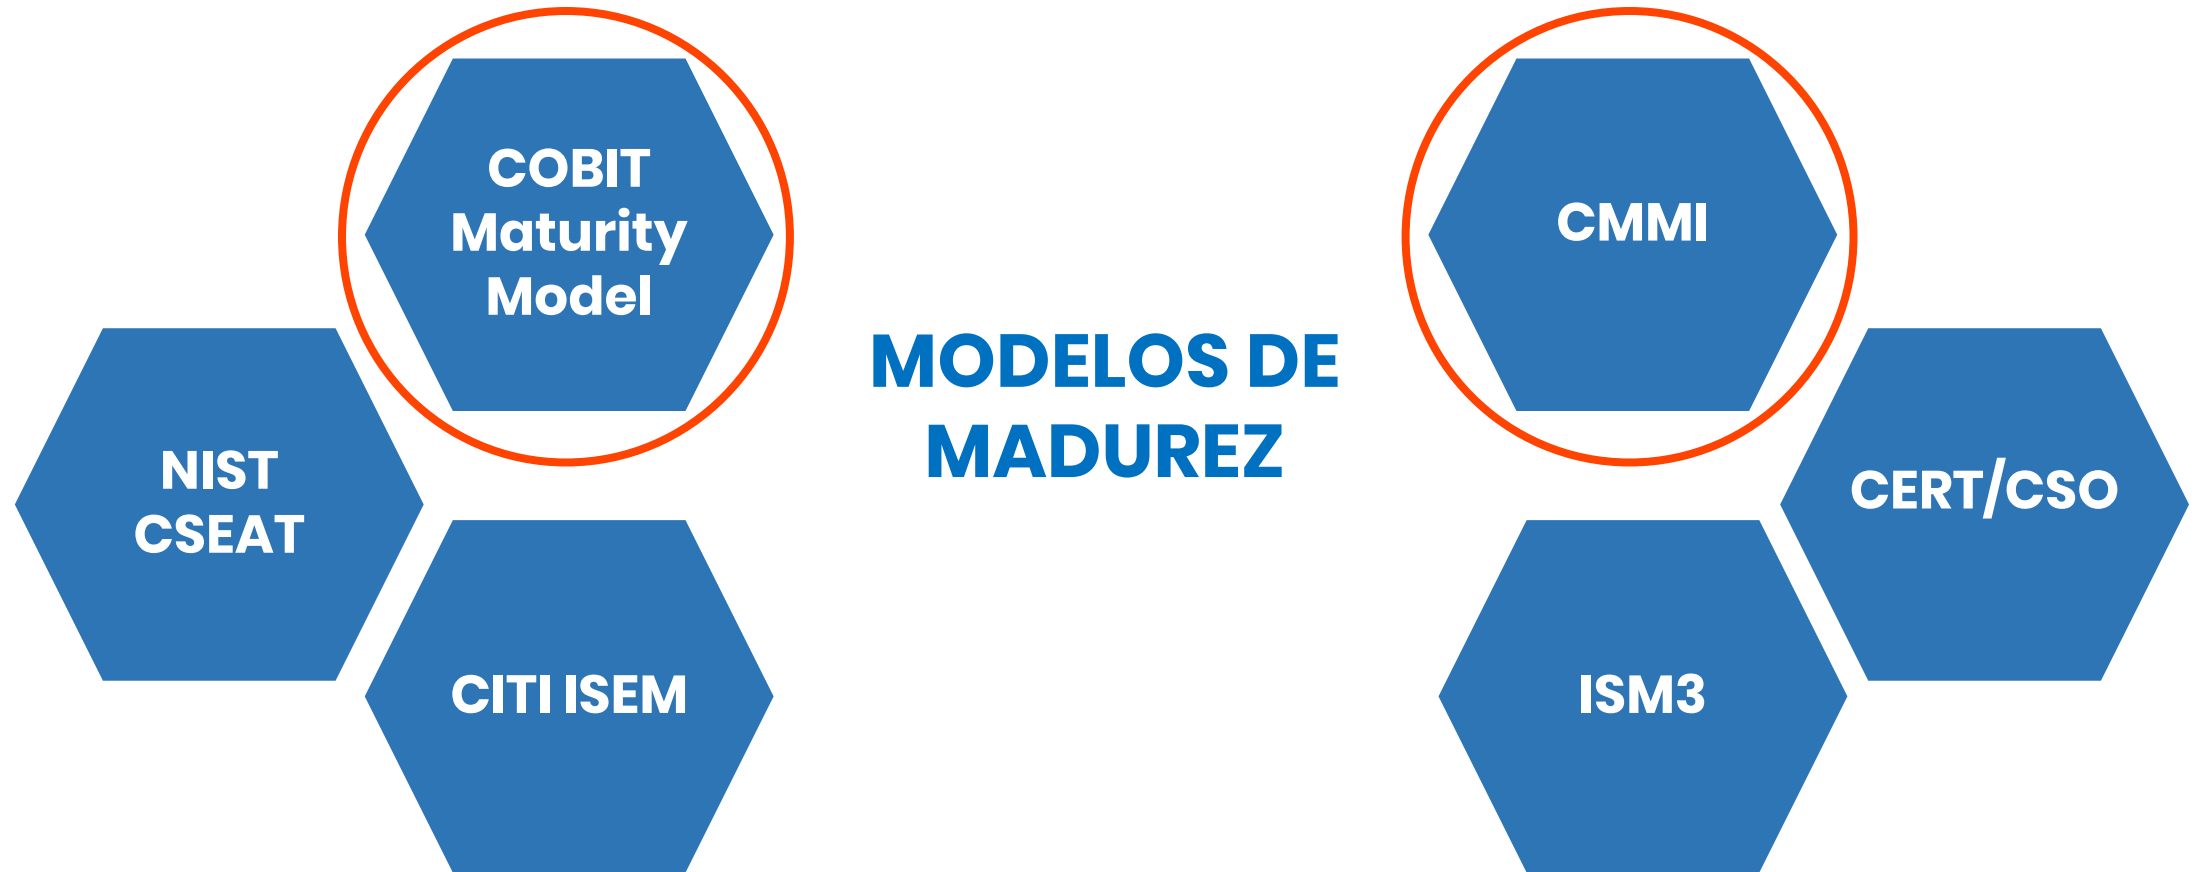 COBIT
Maturity
Model
NIST
CSEAT
CITI ISEM
MODELOS DE
MADUREZ
CMMI
CERT/CSO
ISM3